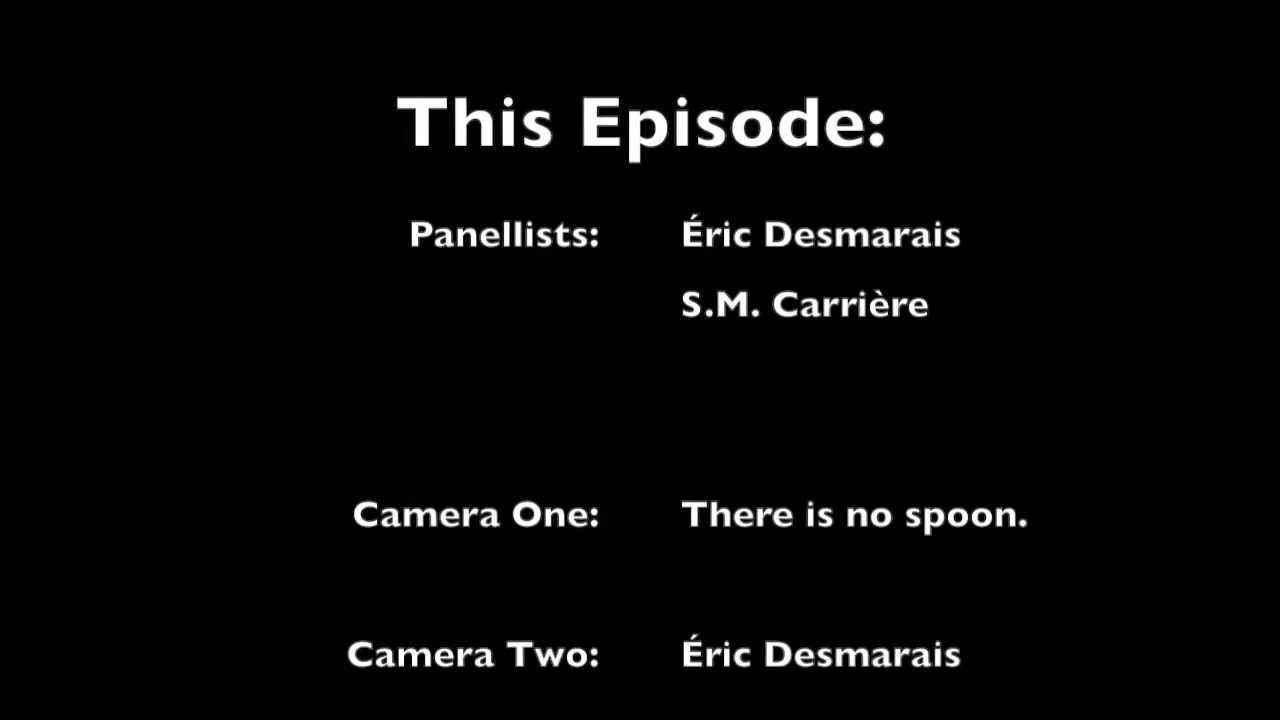 This Episode:
Panellists: Éric Desmarais
S.M. Carrière
Camera One: There is no spoon.
Camera Two: Éric Desmarais